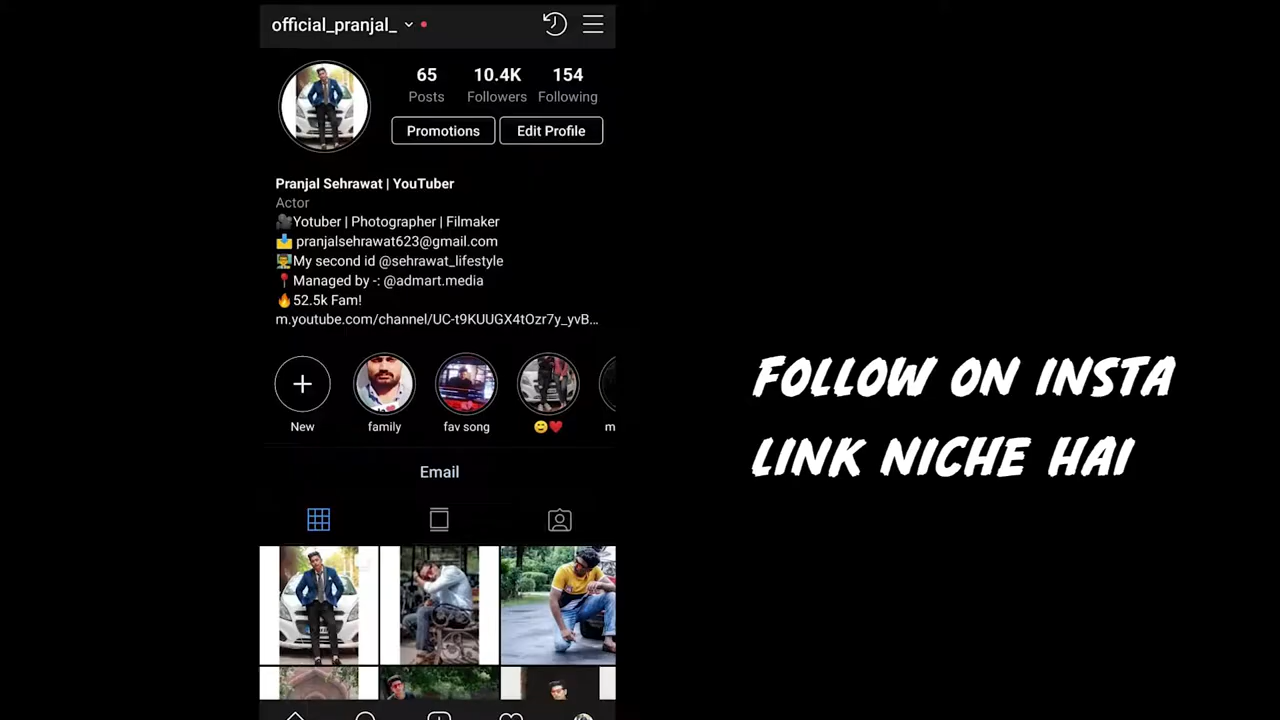 official_pranjal_
65 10.4K 154
Posts Followers Following
Promotions Edit Profile
Pranjal Sehrawat | YouTuber
Actor
🎥Yotuber | Photographer | Filmaker
📩 pranjalsehrawat623@gmail.com
👨‍🏫My second id @sehrawat_lifestyle
📍Managed by -: @admart.media
🔥52.5k Fam!
m.youtube.com/channel/UC-t9KUUGX4tOzr7y_yvB...
New family fav song 😊❤️ m
Email
FOLLOW ON INSTA
LINK NICHE HAI